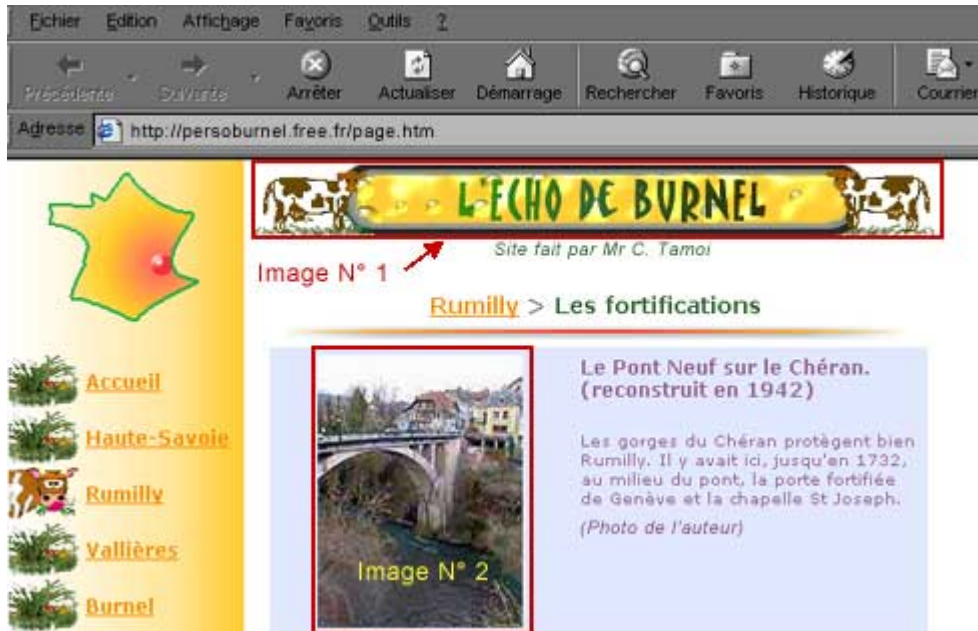 Fichier Edition Affichage Favoris Outils ?
Précédente Suivante Arrêter Actualiser Démarrage Rechercher Favoris Historique Courrier
Adresse http://persoburnel.free.fr/page.htm
L'ECHO DE BURNEL
Site fait par Mr C. Tamoi
Image N° 1
Rumilly > Les fortifications
Accueil
Haute-Savoie
Rumilly
Vallières
Burnel
Le Pont Neuf sur le Chéran.
(reconstruit en 1942)
Les gorges du Chéran protègent bien
Rumilly. Il y avait ici, jusqu'en 1732,
au milieu du pont, la porte fortifiée
de Genève et la chapelle St Joseph.
(Photo de l'auteur)
Image N° 2